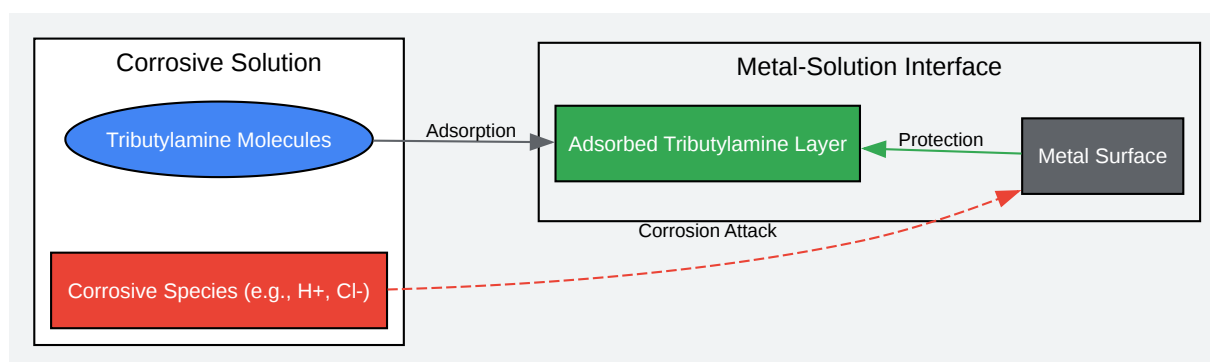 Corrosive Solution
Tributylamine Molecules
Corrosive Species (e.g., H+, Cl-)
Adsorption
Metal-Solution Interface
Adsorbed Tributylamine Layer
Protection
Metal Surface
Corrosion Attack